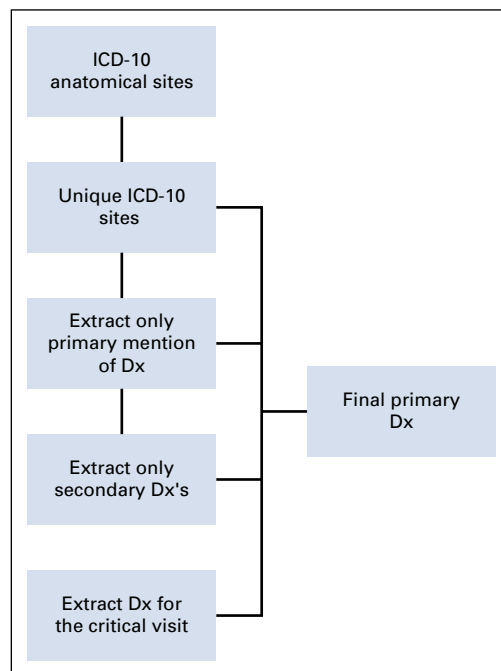 ICD-10
anatomical sites
Unique ICD-10
sites
Extract only
primary mention
of Dx
Final primary
Dx
Extract only
secondary Dx's
Extract Dx for
the critical visit